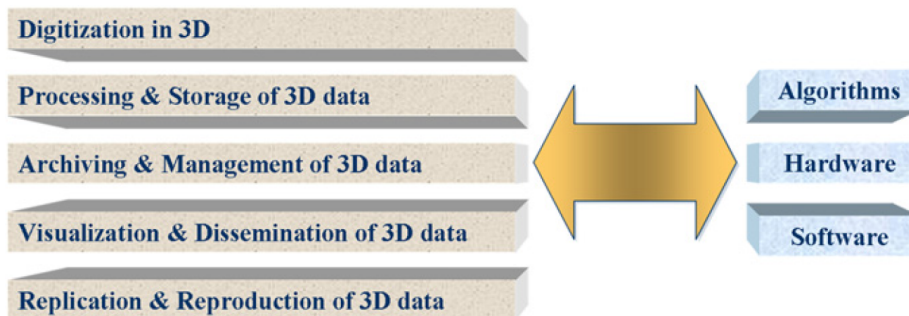 Digitization in 3D
Processing & Storage of 3D data
Archiving & Management of 3D data
Visualization & Dissemination of 3D data
Replication & Reproduction of 3D data
Algorithms
Hardware
Software